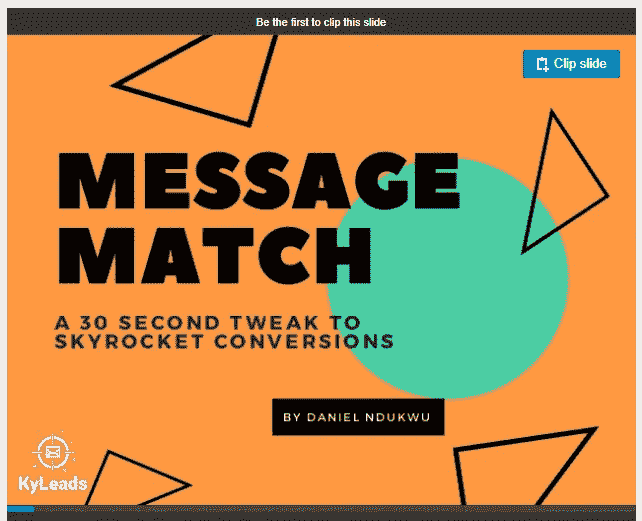 Be the first to clip this slide
Clip slide
MESSAGE
MATCH
A 30 SECOND TWEAK TO
SKYROCKET CONVERSIONS
BY DANIEL NDUKWU
KyLeads